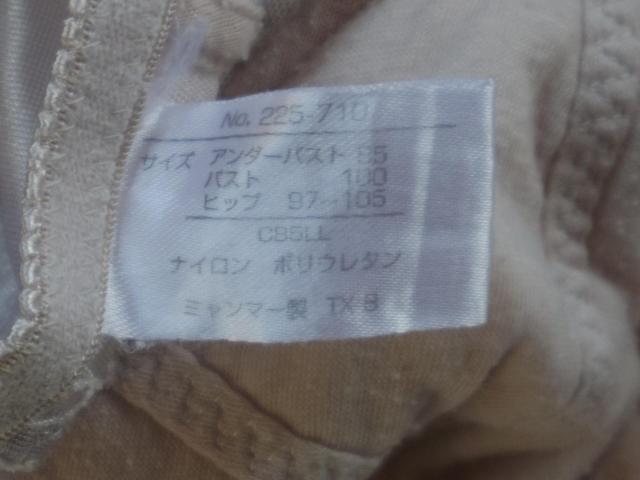 No. 225-710
サイズ アンダーバスト 85
バスト 100
ヒップ 97～105
C85LL
ナイロン ポリウレタン
ミャンマー製 TX B